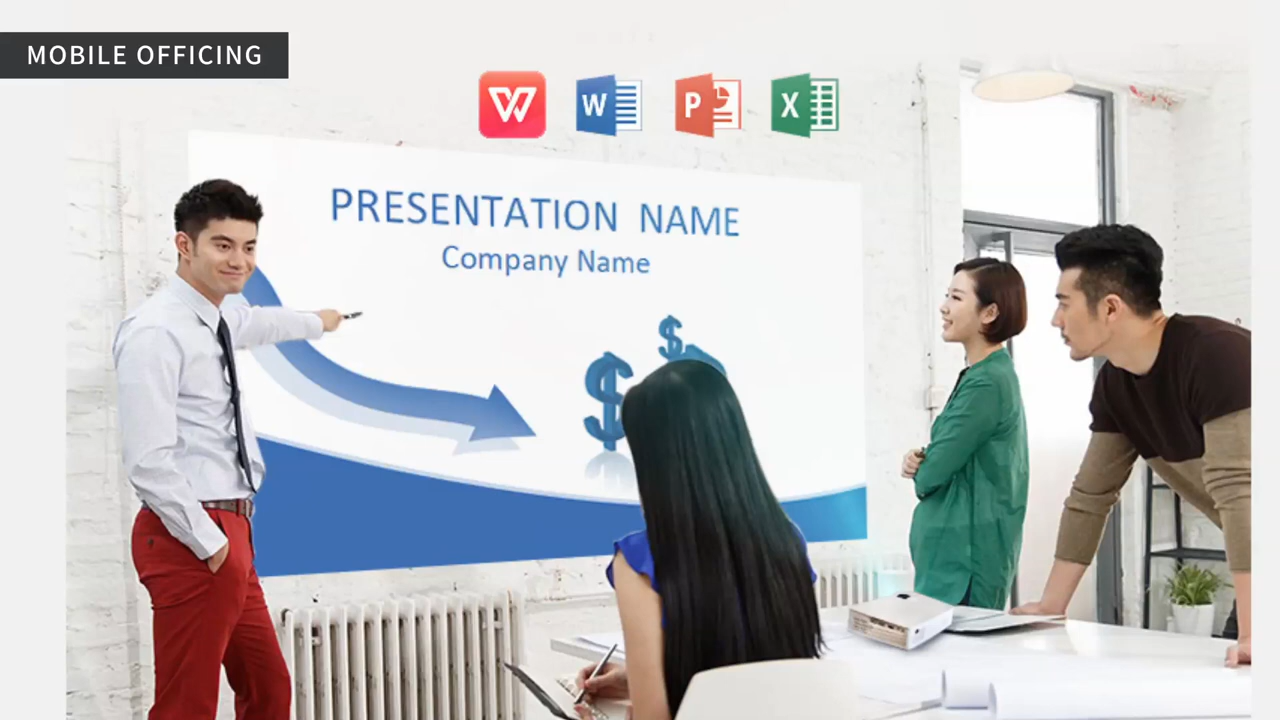 MOBILE OFFICING
W
W
P
X
PRESENTATION NAME
Company Name
$
$